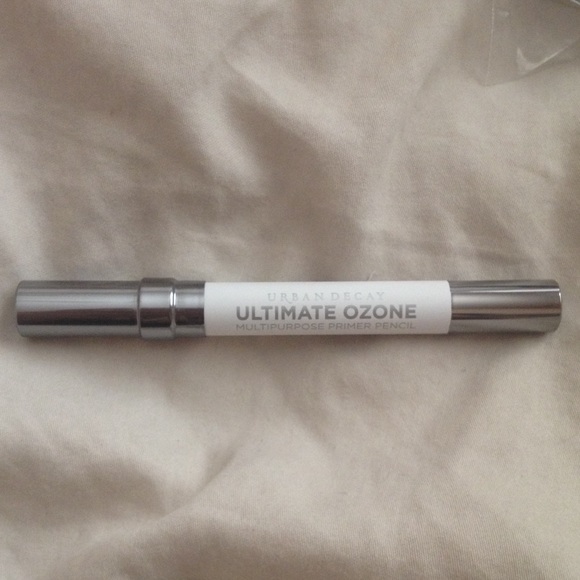 URBAN DECAY
ULTIMATE OZONE
MULTIPURPOSE PRIMER PENCIL